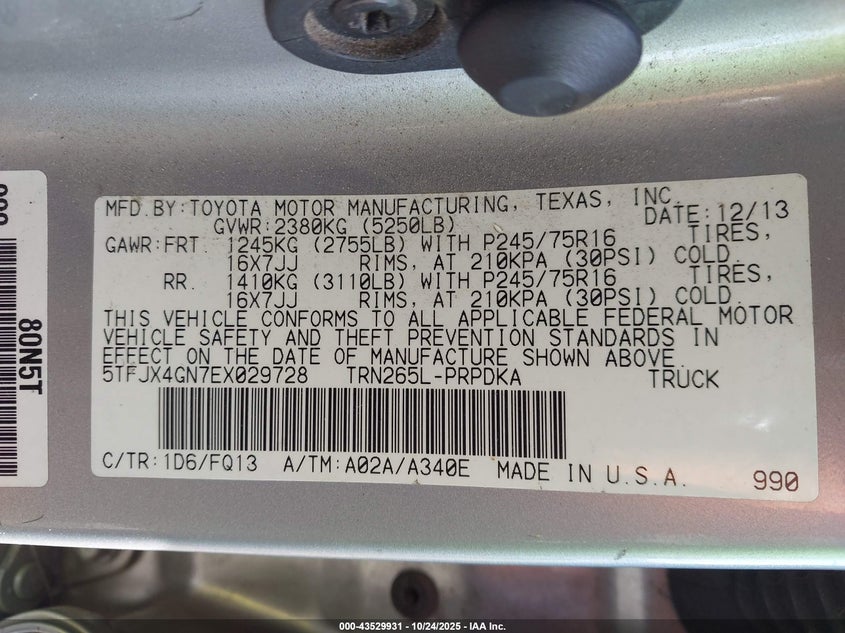 MFD.BY:TOYOTA MOTOR MANUFACTURING, TEXAS, INC.
GVWR:2380KG (5250LB) DATE:12/13
GAWR:FRT. 1245KG (2755LB) WITH P245/75R16 TIRES,
16X7JJ RIMS, AT 210KPA (30PSI) COLD.
RR. 1410KG (3110LB) WITH P245/75R16 TIRES,
16X7JJ RIMS, AT 210KPA (30PSI) COLD.
THIS VEHICLE CONFORMS TO ALL APPLICABLE FEDERAL MOTOR
VEHICLE SAFETY AND THEFT PREVENTION STANDARDS IN
EFFECT ON THE DATE OF MANUFACTURE SHOWN ABOVE.
5TFJX4GN7EX029728 TRN265L-PRPDKA TRUCK
C/TR:1D6/FQ13 A/TM:A02A/A340E MADE IN U.S.A. 990
80N5T
000-43529931 - 10/24/2025 - IAA Inc.